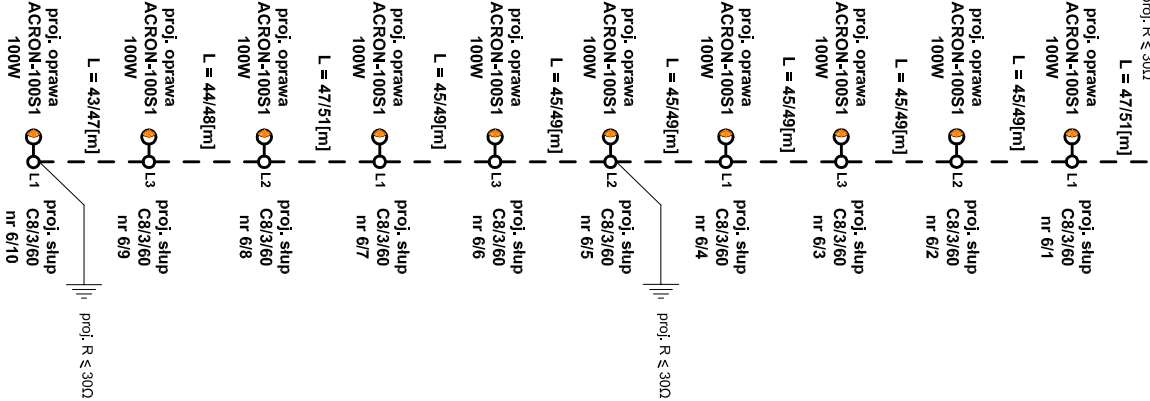 proj. R ≤ 30Ω
L = 47/51[m]
proj. oprawa
ACRON-100S1
100W
L1
proj. słup
C8/3/60
nr 6/1
L = 45/49[m]
proj. oprawa
ACRON-100S1
100W
L2
proj. słup
C8/3/60
nr 6/2
L = 45/49[m]
proj. oprawa
ACRON-100S1
100W
L3
proj. słup
C8/3/60
nr 6/3
L = 45/49[m]
proj. oprawa
ACRON-100S1
100W
L1
proj. słup
C8/3/60
nr 6/4
L = 45/49[m]
proj. oprawa
ACRON-100S1
100W
L2
proj. słup
C8/3/60
nr 6/5
proj. R ≤ 30Ω
L = 45/49[m]
proj. oprawa
ACRON-100S1
100W
L3
proj. słup
C8/3/60
nr 6/6
L = 45/49[m]
proj. oprawa
ACRON-100S1
100W
L1
proj. słup
C8/3/60
nr 6/7
L = 47/51[m]
proj. oprawa
ACRON-100S1
100W
L2
proj. słup
C8/3/60
nr 6/8
L = 44/48[m]
proj. oprawa
ACRON-100S1
100W
L3
proj. słup
C8/3/60
nr 6/9
L = 43/47[m]
proj. oprawa
ACRON-100S1
100W
L1
proj. słup
C8/3/60
nr 6/10
proj. R ≤ 30Ω